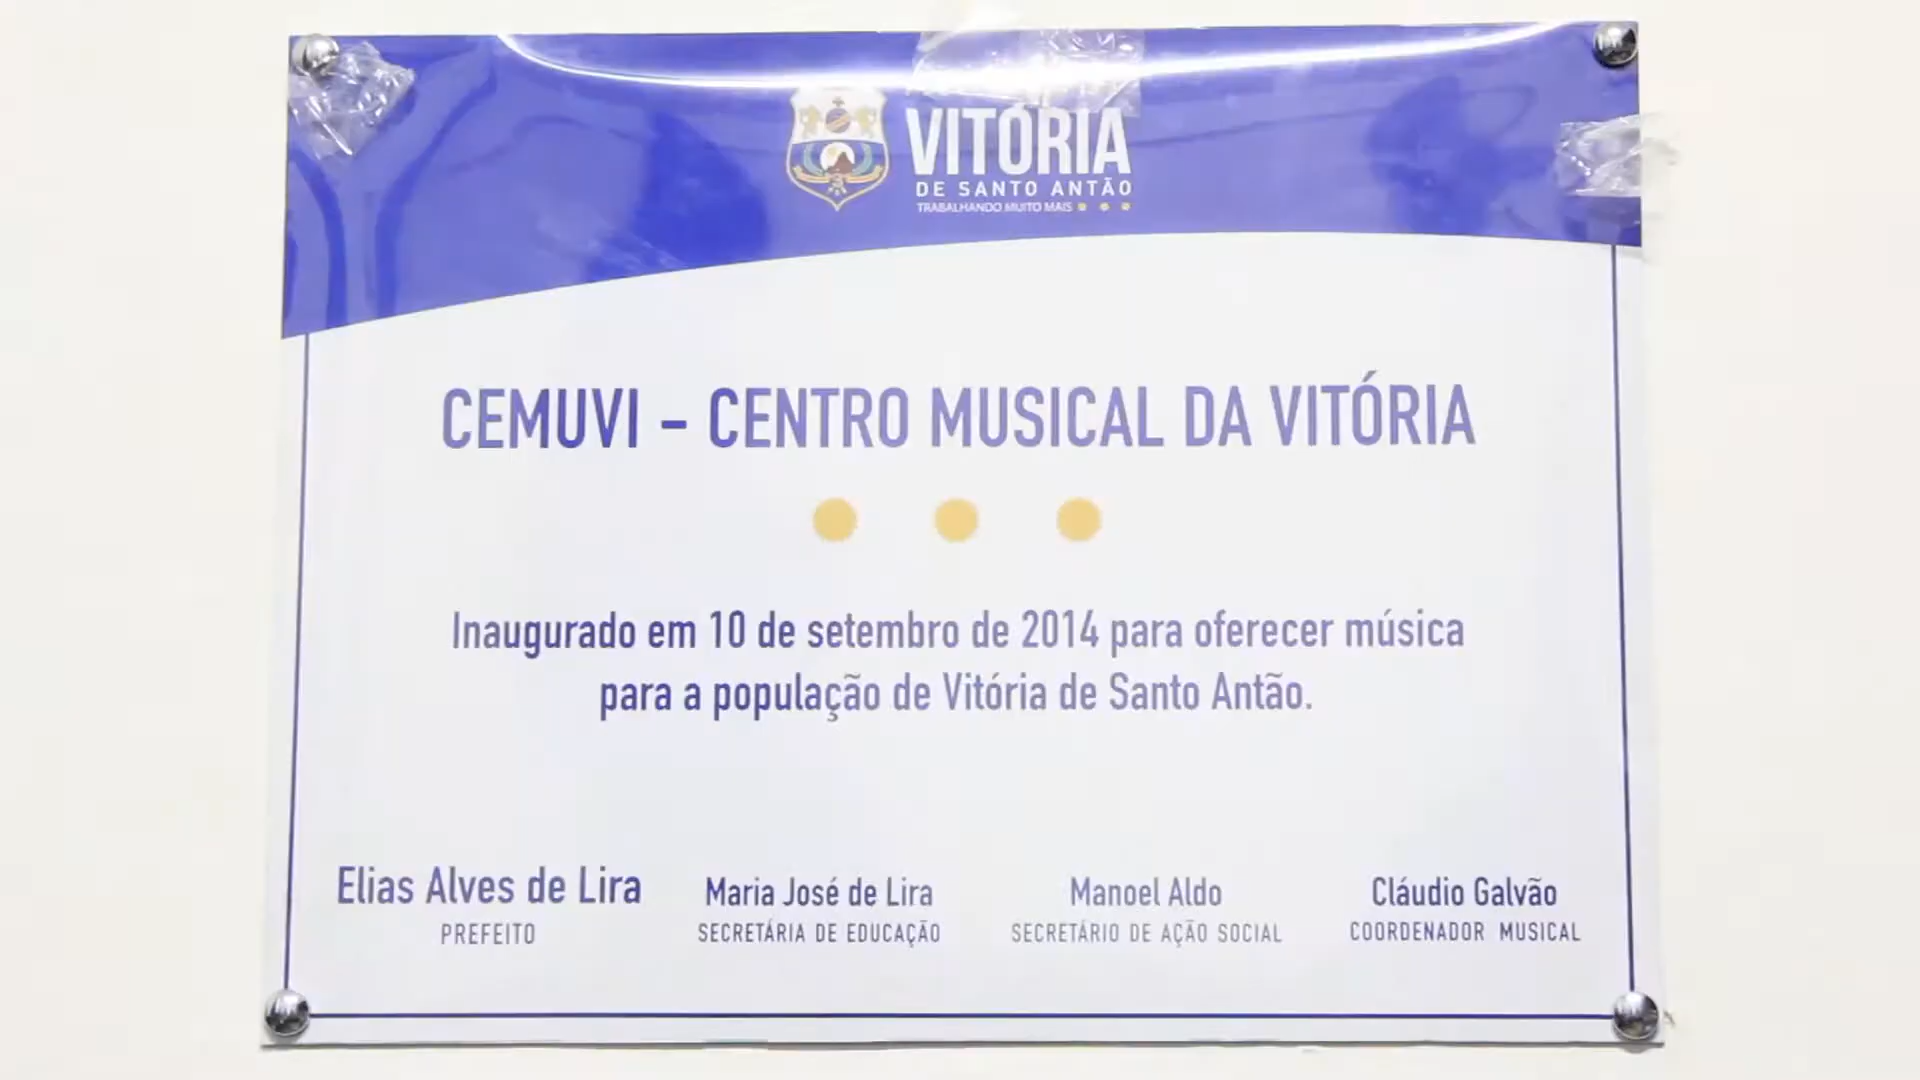 VITÓRIA
DE SANTO ANTÃO
TRABALHANDO MUITO MAIS
CEMUVI - CENTRO MUSICAL DA VITÓRIA
Inaugurado em 10 de setembro de 2014 para oferecer música
para a população de Vitória de Santo Antão.
Elias Alves de Lira
PREFEITO
Maria José de Lira
SECRETÁRIA DE EDUCAÇÃO
Manoel Aldo
SECRETÁRIO DE AÇÃO SOCIAL
Cláudio Galvão
COORDENADOR MUSICAL